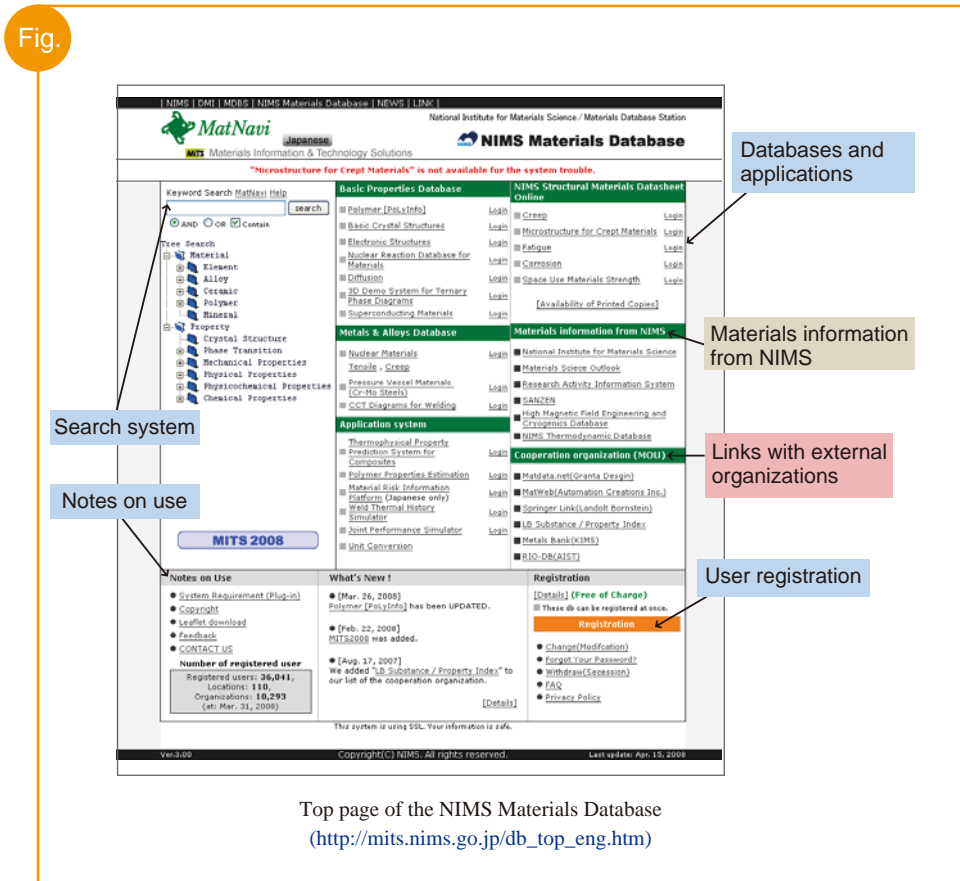 Fig.
| NIMS | DMI | MDBS | NIMS Materials Database | NEWS | LINK |
National Institute for Materials Science / Materials Database Station
MatNavi
Japanese
NIMS Materials Database
MITS Materials Information & Technology Solutions
"Microstructure for Crept Materials" is not available for the system trouble.
Keyword Search MatNavi Help
search
AND OR Contain
Tree Search
Material
Element
Alloy
Ceramic
Polymer
Mineral
Property
Crystal Structure
Phase Transition
Mechanical Properties
Physical Properties
Physicochemical Properties
Chemical Properties
MITS 2008
Basic Properties Database
Polymer [PoLyInfo] Login
Basic Crystal Structures Login
Electronic Structures Login
Nuclear Reaction Database for
Materials Login
Diffusion Login
3D Demo System for Ternary
Phase Diagrams Login
Superconducting Materials Login
Metals & Alloys Database
Nuclear Materials Login
Tensile , Creep
Pressure Vessel Materials
(Cr-Mo Steels) Login
CCT Diagrams for Welding Login
Application system
Thermophysical Property
Prediction System for Login
Composites
Polymer Properties Estimation Login
Material Risk Information
Platform (Japanese only) Login
Weld Thermal History
Simulator Login
Joint Performance Simulator Login
Unit Conversion
NIMS Structural Materials Datasheet
Online
Creep Login
Microstructure for Crept Materials Login
Fatigue Login
Corrosion Login
Space Use Materials Strength Login
[Availability of Printed Copies]
Materials information from NIMS
National Institute for Materials Science
Materials Sciece Outlook
Research Activity Information System
SANZEN
High Magnetic Field Engineering and
Cryogenics Database
NIMS Thermodynamic Database
Cooperation organization (MOU)
Matdata.net(Granta Desgin)
MatWeb(Automation Creations Inc.)
Springer Link(Landolt Bornstein)
LB Substance / Property Index
Metals Bank(KIMS)
RIO-DB(AIST)
Notes on Use
System Requirement (Plug-in)
Copyright
Leaflet download
Feedback
CONTACT US
Number of registered user
Registered users: 36,041,
Locations: 110,
Organizations: 10,293
(at: Mar. 31, 2008)
What's New !
[Mar. 26, 2008]
Polymer [PoLyInfo] has been UPDATED.
[Feb. 22, 2008]
MITS2008 was added.
[Aug. 17, 2007]
We added "LB Substance / Property Index" to
our list of the cooperation organization.
[Details]
Registration
[Details] (Free of Charge)
These db can be registered at once.
Registration
Change(Modifcation)
Forgot Your Password?
Withdraw(Secession)
FAQ
Privacy Policy
This system is using SSL. Your information is safe.
Ver.3.00 Copyright(C) NIMS. All rights reserved. Last update: Apr. 15, 2008
Databases and
applications
Materials information
from NIMS
Search system
Links with external
organizations
Notes on use
User registration
Top page of the NIMS Materials Database
(http://mits.nims.go.jp/db_top_eng.htm)